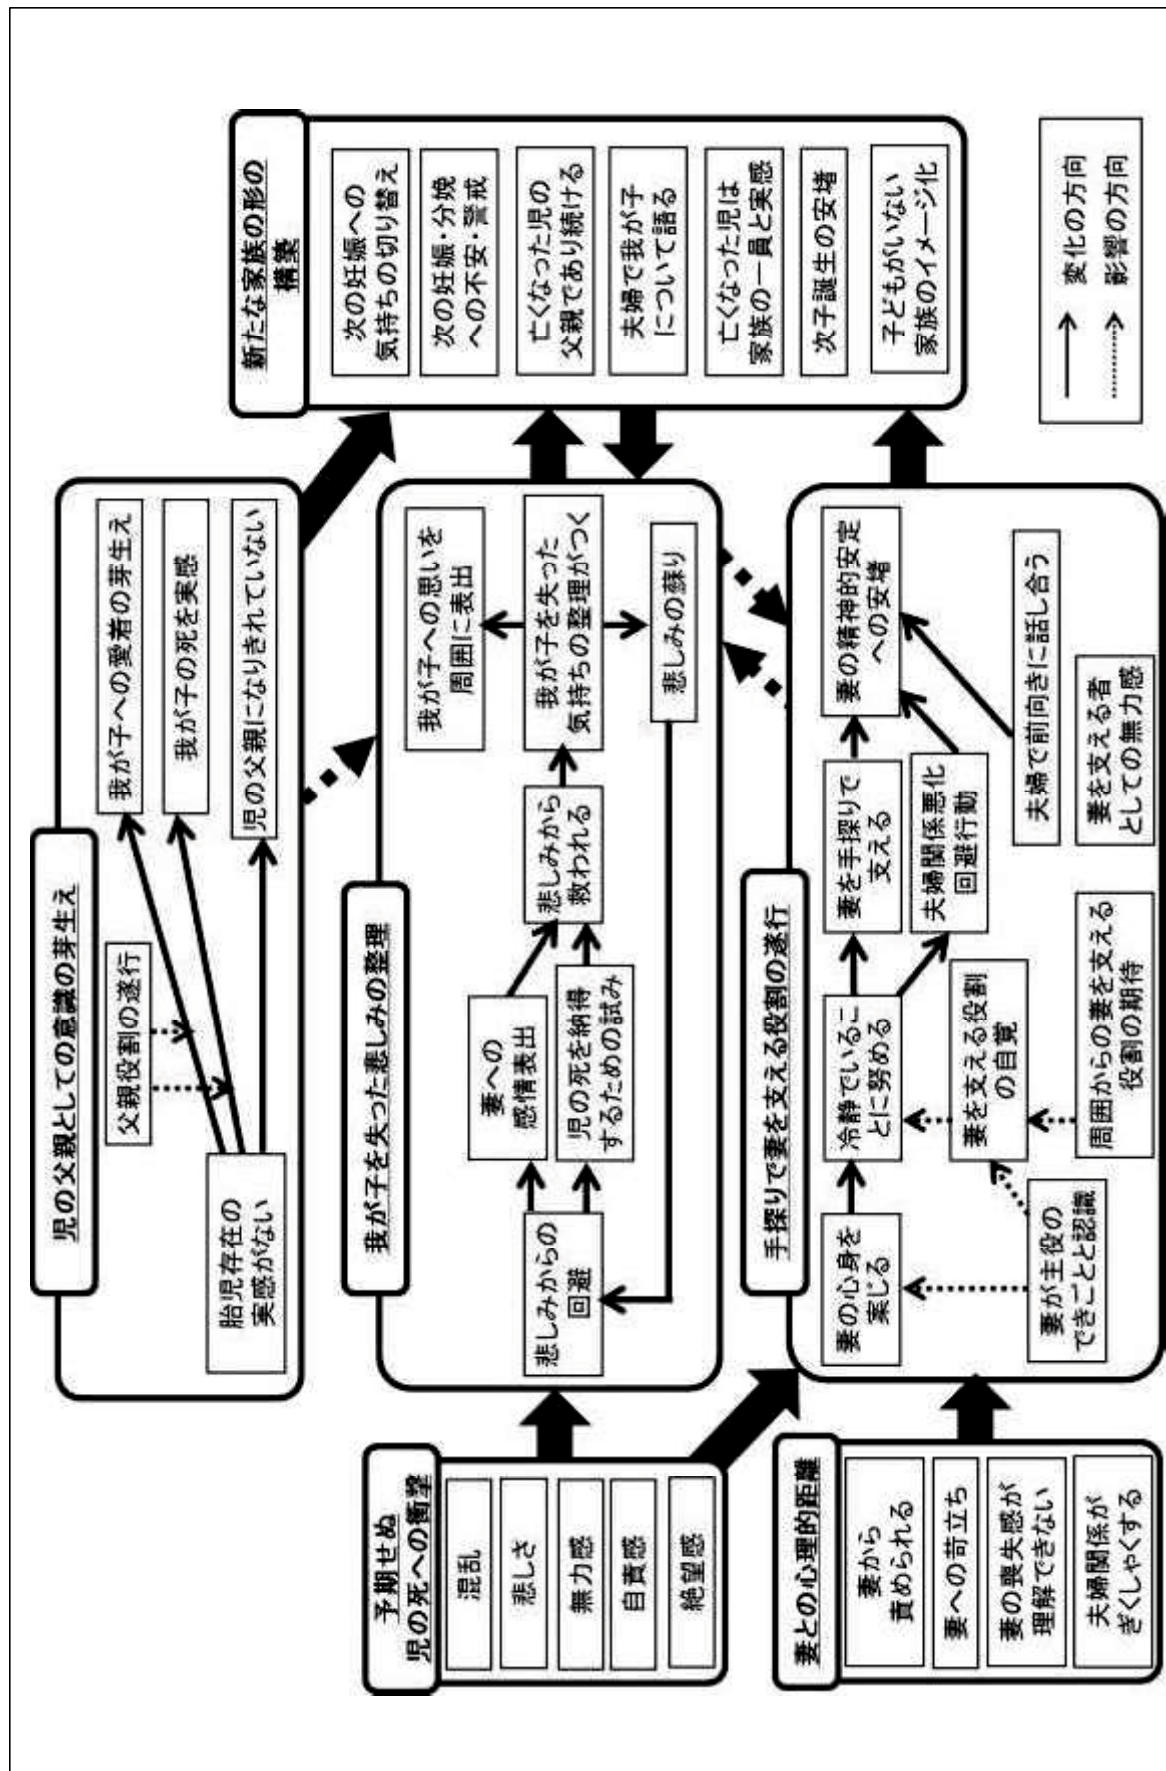 児の父親としての意識の芽生え
胎児存在の
実感がない
父親役割の遂行
我が子への愛着の芽生え
我が子の死を実感
児の父親になりきれていない
予期せぬ
児の死への衝撃
混乱
悲しさ
無力感
自責感
絶望感
我が子を失った悲しみの整理
悲しみからの
回避
妻への
感情表出
児の死を納得
するための試み
悲しみから
救われる
我が子への思いを
周囲に表出
我が子を失った
気持ちの整理がつく
悲しみの蘇り
妻との心理的距離
妻から
責められる
妻への苛立ち
妻の喪失感が
理解できない
夫婦関係が
ぎくしゃくする
手探りで妻を支える役割の遂行
妻の心身を
案じる
妻が主役の
できごとと認識
冷静でいるこ
とに努める
妻を支える役割
の自覚
周囲からの妻を支える
役割の期待
妻を手探りで
支える
夫婦関係悪化
回避行動
妻の精神的安定
への安堵
夫婦で前向きに話し合う
妻を支える者
としての無力感
新たな家族の形の
構築
次の妊娠への
気持ちの切り替え
次の妊娠・分娩
への不安・警戒
亡くなった児の
父親であり続ける
夫婦で我が子
について語る
亡くなった児は
家族の一員と実感
次子誕生の安堵
子どもがいない
家族のイメージ化
変化の方向
影響の方向